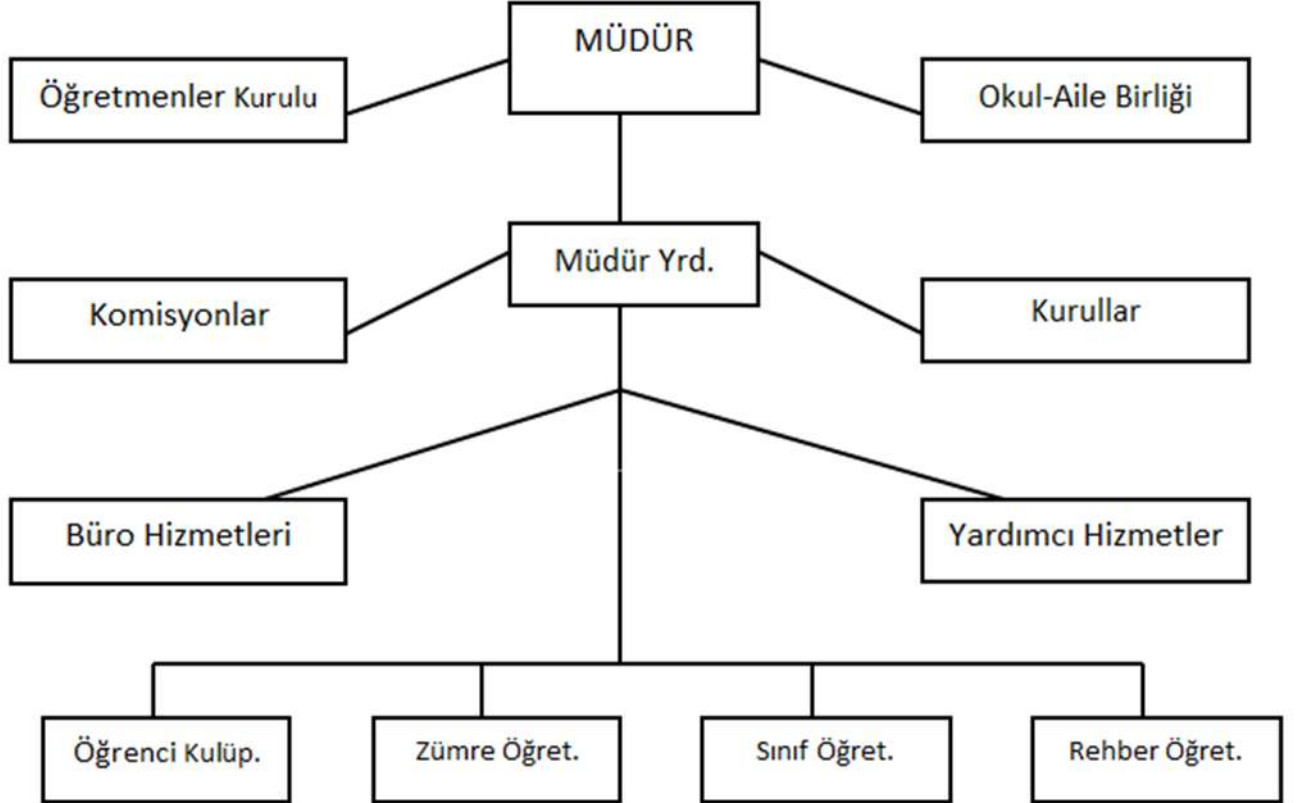 MÜDÜR
Öğretmenler Kurulu
Okul-Aile Birliği
Müdür Yrd.
Komisyonlar
Kurullar
Büro Hizmetleri
Yardımcı Hizmetler
Öğrenci Kulüp.
Zümre Öğret.
Sınıf Öğret.
Rehber Öğret.